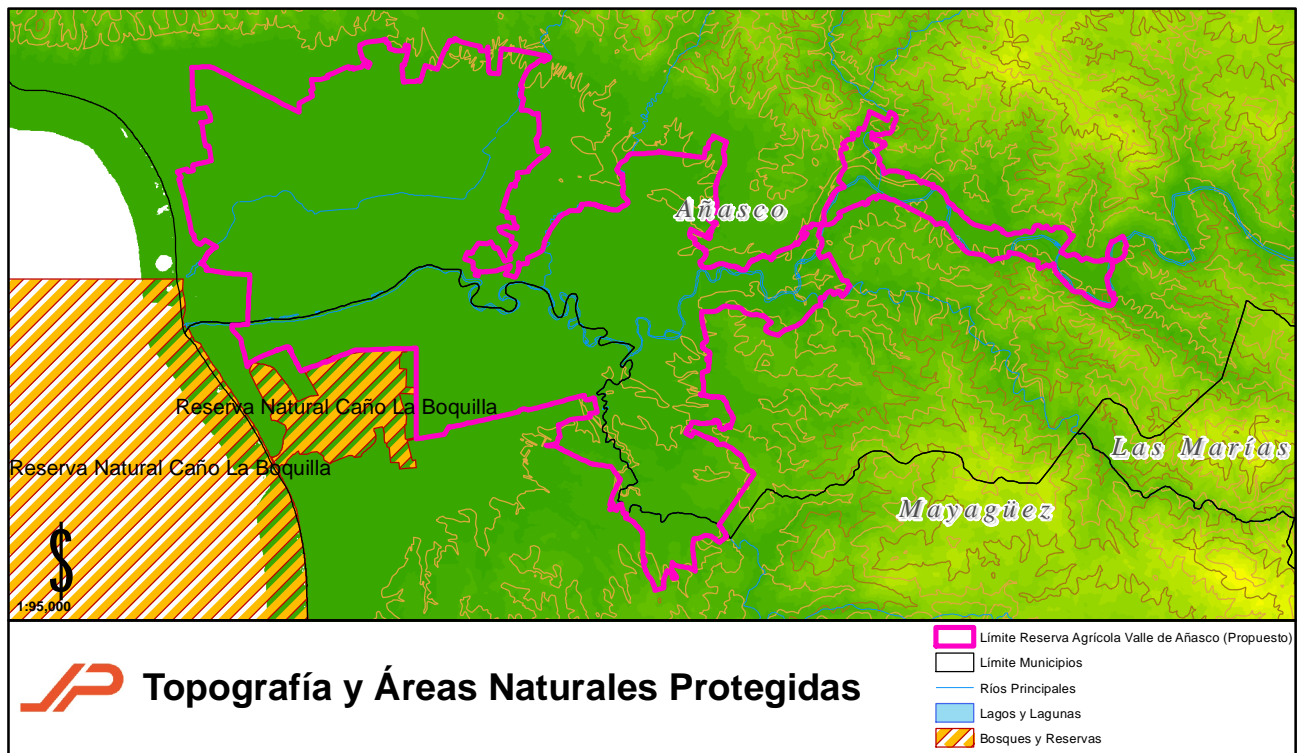 Añasco
Reserva Natural Caño La Boquilla
Las Marías
Reserva Natural Caño La Boquilla
Mayagüez
$
1:95,000
JP
Topografía y Áreas Naturales Protegidas
Límite Reserva Agrícola Valle de Añasco (Propuesto)
Límite Municipios
Ríos Principales
Lagos y Lagunas
Bosques y Reservas